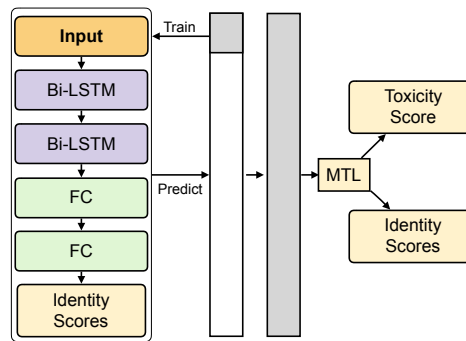 Input
Bi-LSTM
Bi-LSTM
FC
FC
Identity
Scores
Train
Predict
MTL
Toxicity
Score
Identity
Scores